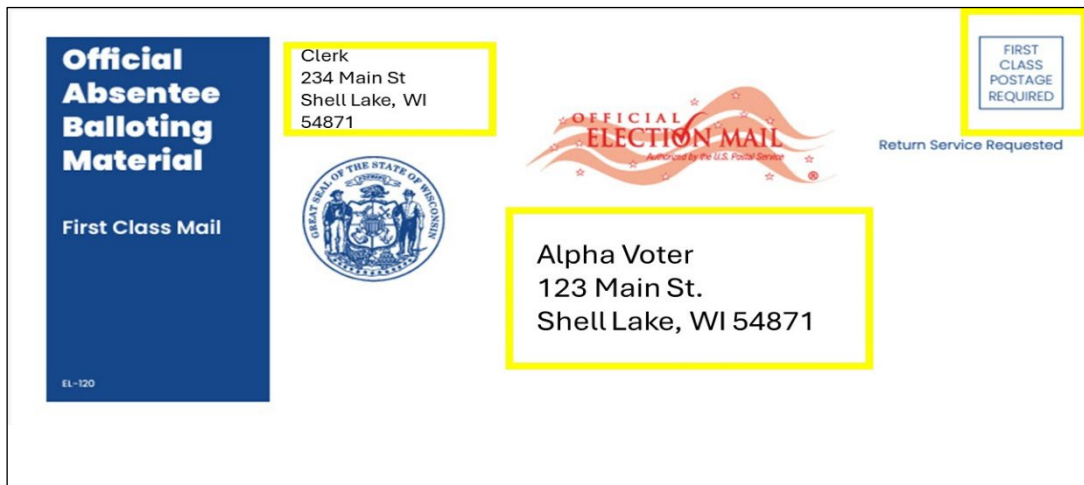 Official
Absentee
Balloting
Material
First Class Mail
EL-120
Clerk
234 Main St
Shell Lake, WI
54871
GREAT SEAL OF THE STATE OF WISCONSIN
FORWARD
OFFICIAL
ELECTION MAIL
Authorized by the U.S. Postal Service
®
FIRST
CLASS
POSTAGE
REQUIRED
Return Service Requested
Alpha Voter
123 Main St.
Shell Lake, WI 54871